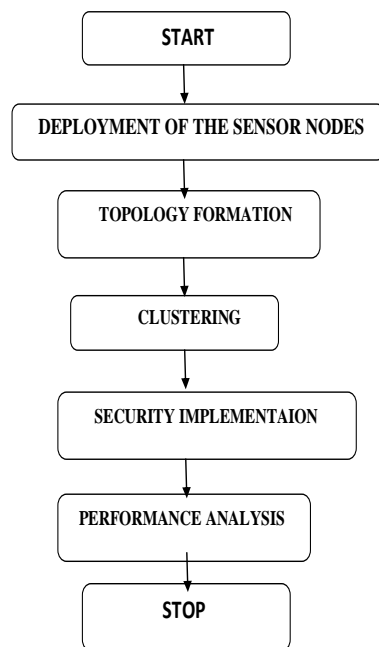 START
DEPLOYMENT OF THE SENSOR NODES
TOPOLOGY FORMATION
CLUSTERING
SECURITY IMPLEMENTAION
PERFORMANCE ANALYSIS
STOP